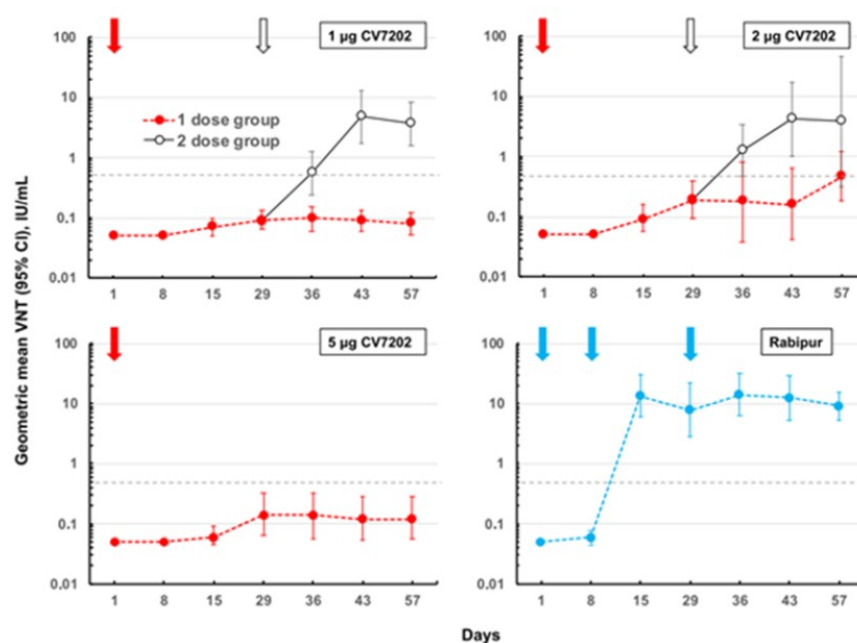 1 µg CV7202
2 µg CV7202
100
10
1
0.1
0.01
1 dose group
2 dose group
1 8 15 29 36 43 57
100
10
1
0.1
0.01
1 8 15 29 36 43 57
Geometric mean VNT (95% CI), IU/mL
5 µg CV7202
Rabipur
100
10
1
0.1
0.01
1 8 15 29 36 43 57
100
10
1
0.1
0.01
1 8 15 29 36 43 57
Days